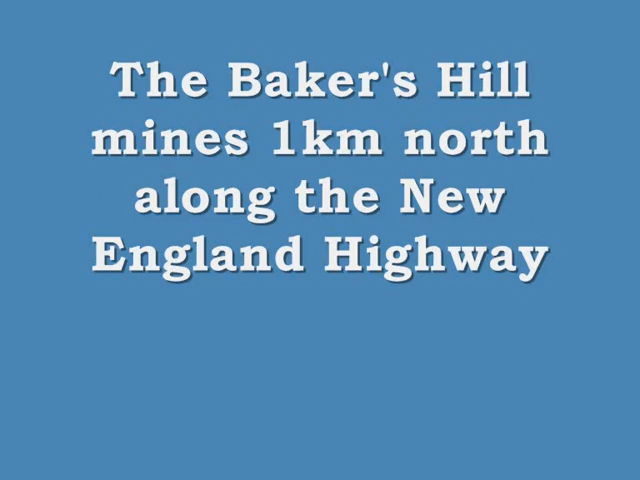 The Baker's Hill
mines 1km north
along the New
England Highway